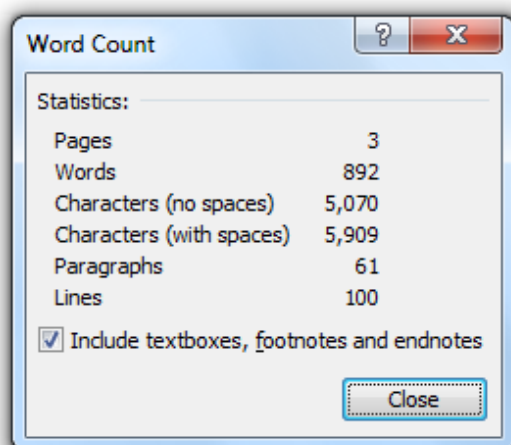 Word Count
Statistics:
Pages 3
Words 892
Characters (no spaces) 5,070
Characters (with spaces) 5,909
Paragraphs 61
Lines 100
Include textboxes, footnotes and endnotes
Close